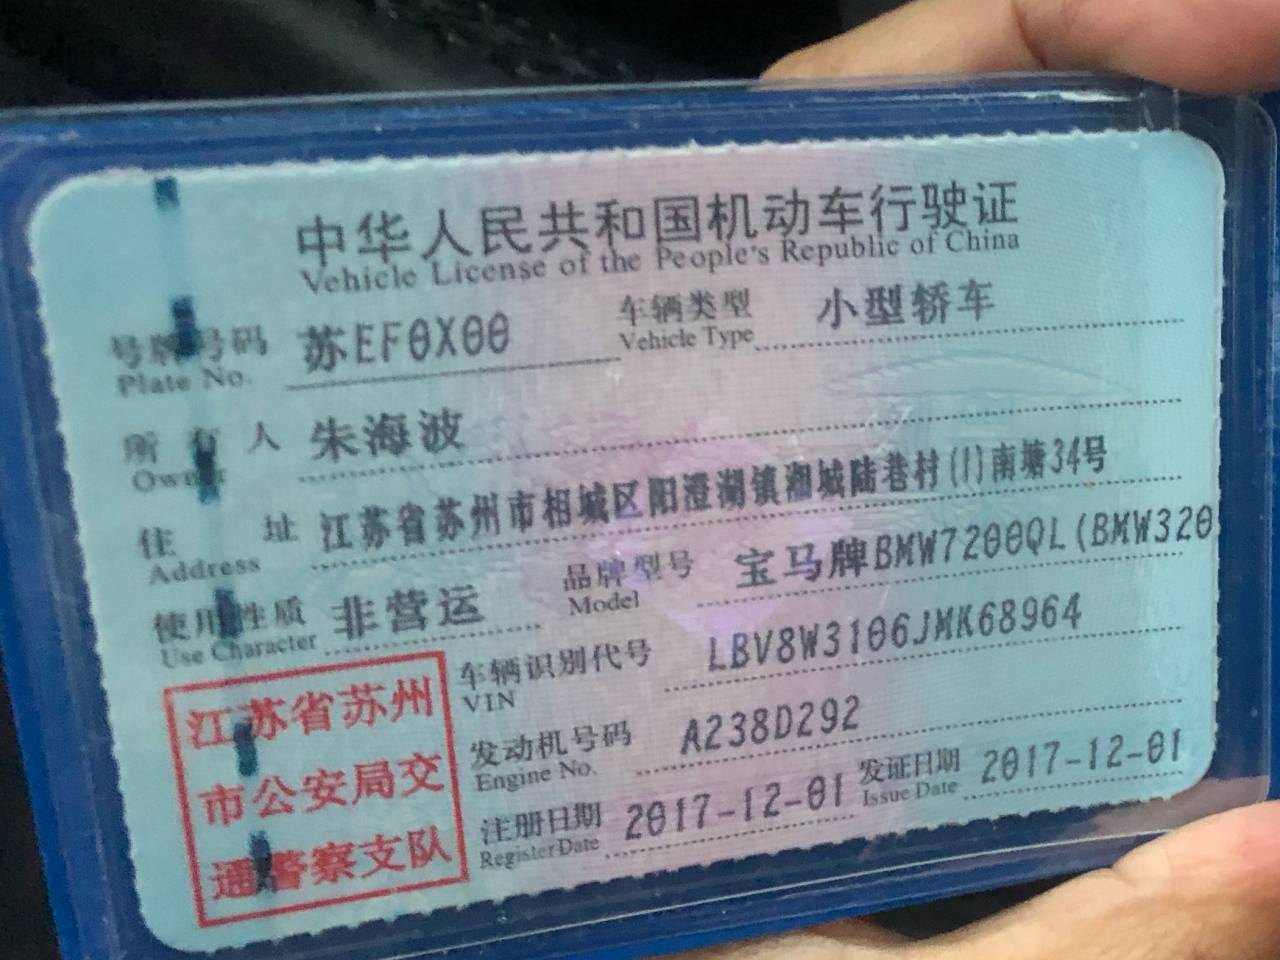 中华人民共和国机动车行驶证
Vehicle License of the People's Republic of China
号牌号码 苏EF0X00 车辆类型 小型轿车
Plate No. Vehicle Type
所有人 朱海波
Owner
住址 江苏省苏州市相城区阳澄湖镇湘城陆巷村(1)南塘34号
Address
使用性质 非营运 品牌型号 宝马牌BMW7200QL(BMW320
Use Character Model
车辆识别代号 LBV8W3106JMK68964
VIN
发动机号码 A238D292
Engine No.
注册日期 2017-12-01 发证日期 2017-12-01
Register Date Issue Date
江苏省苏州
市公安局交
通警察支队